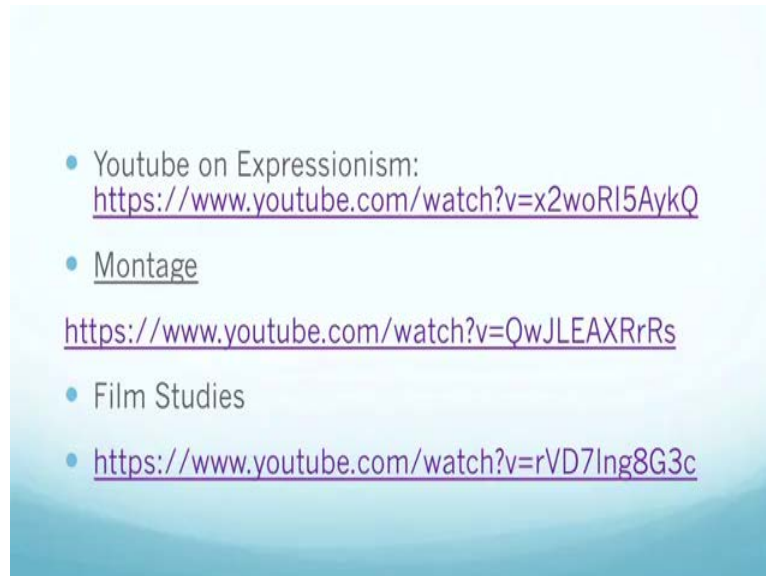 • Youtube on Expressionism:
https://www.youtube.com/watch?v=x2woRI5AykQ
• Montage
https://www.youtube.com/watch?v=QwJLEAXRrRs
• Film Studies
• https://www.youtube.com/watch?v=rVD7Ing8G3c